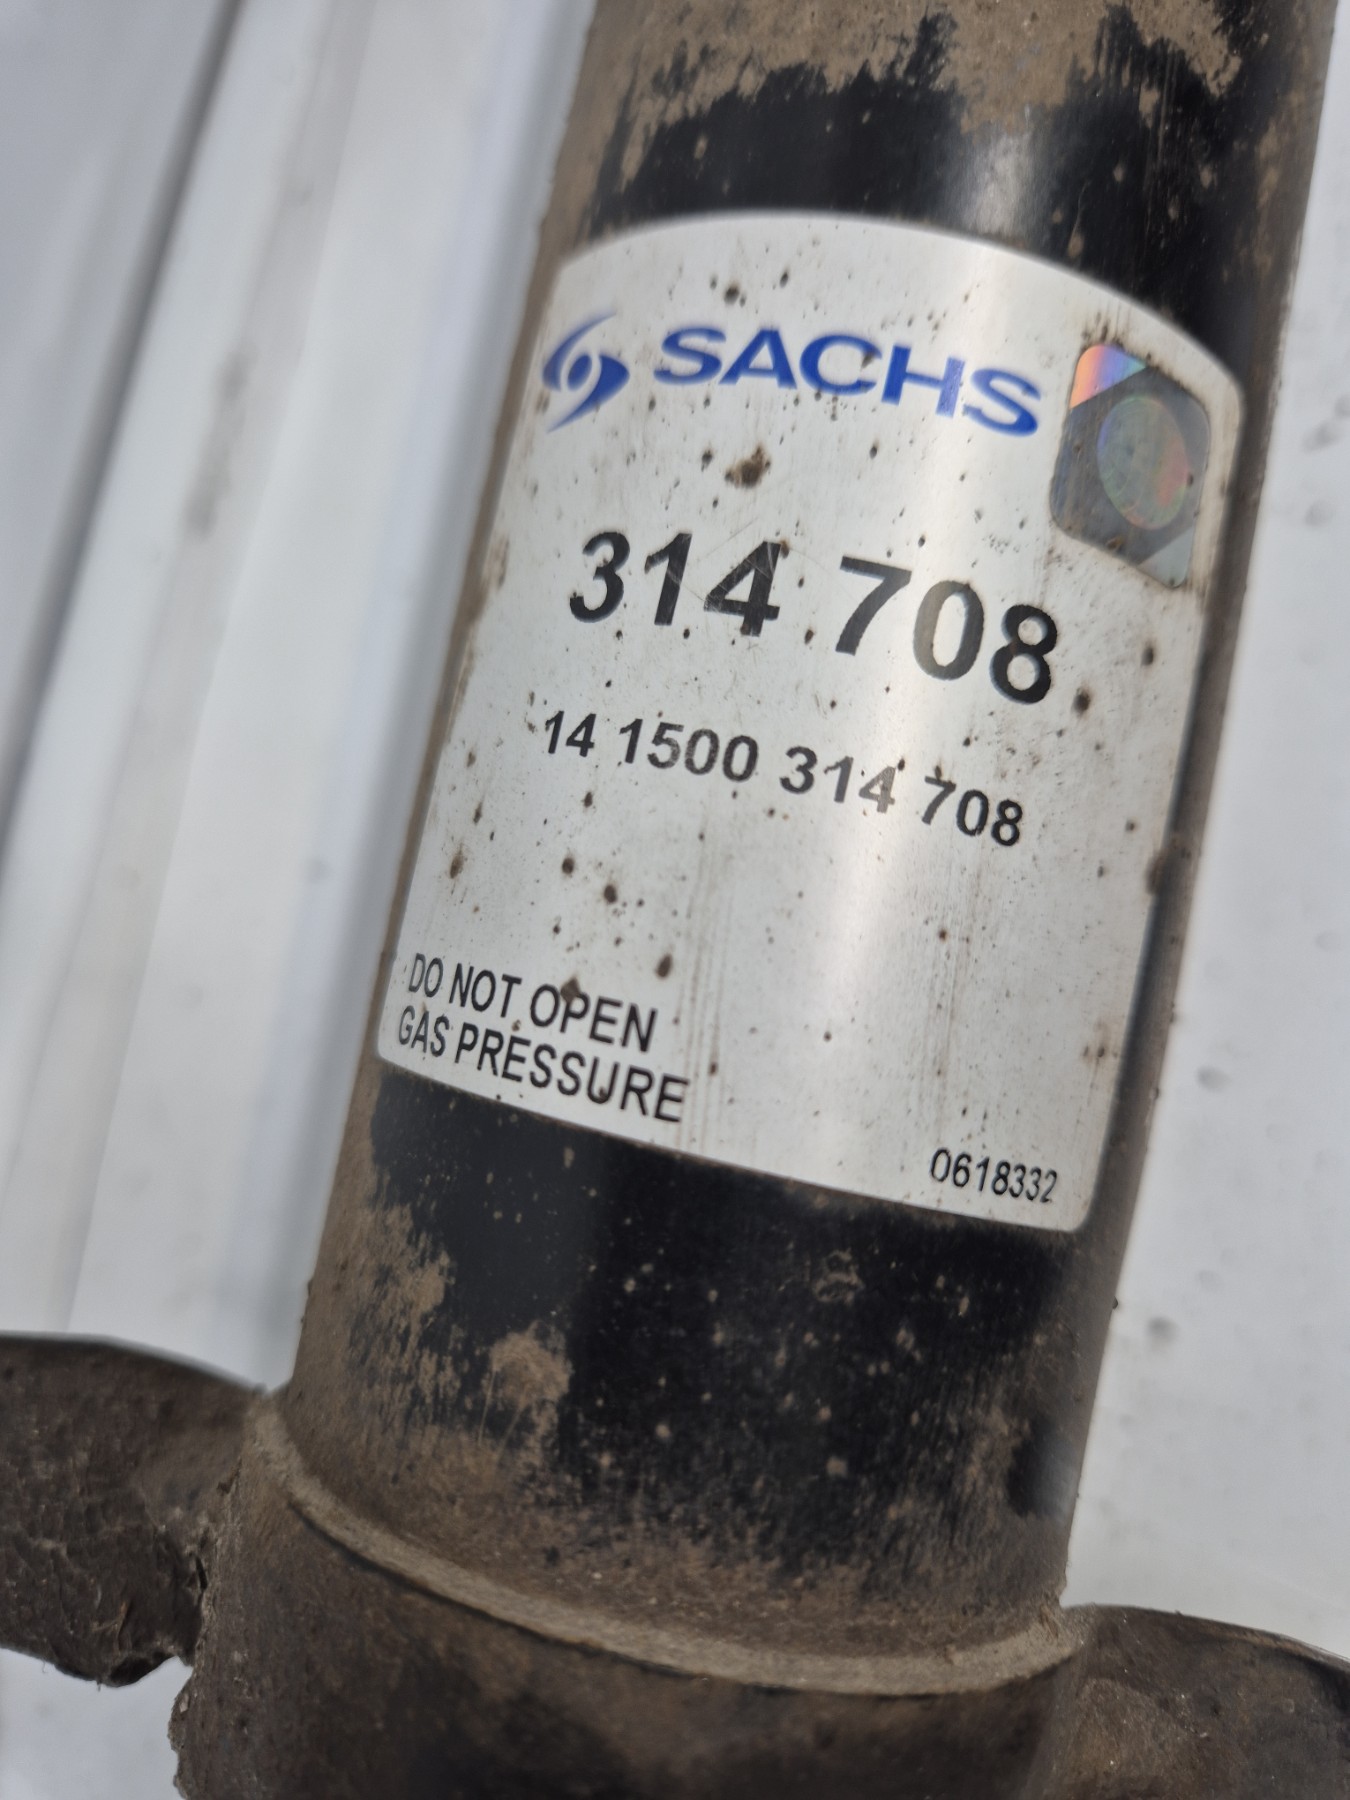 SACHS
314 708
14 1500 314 708
DO NOT OPEN
GAS PRESSURE
0618332